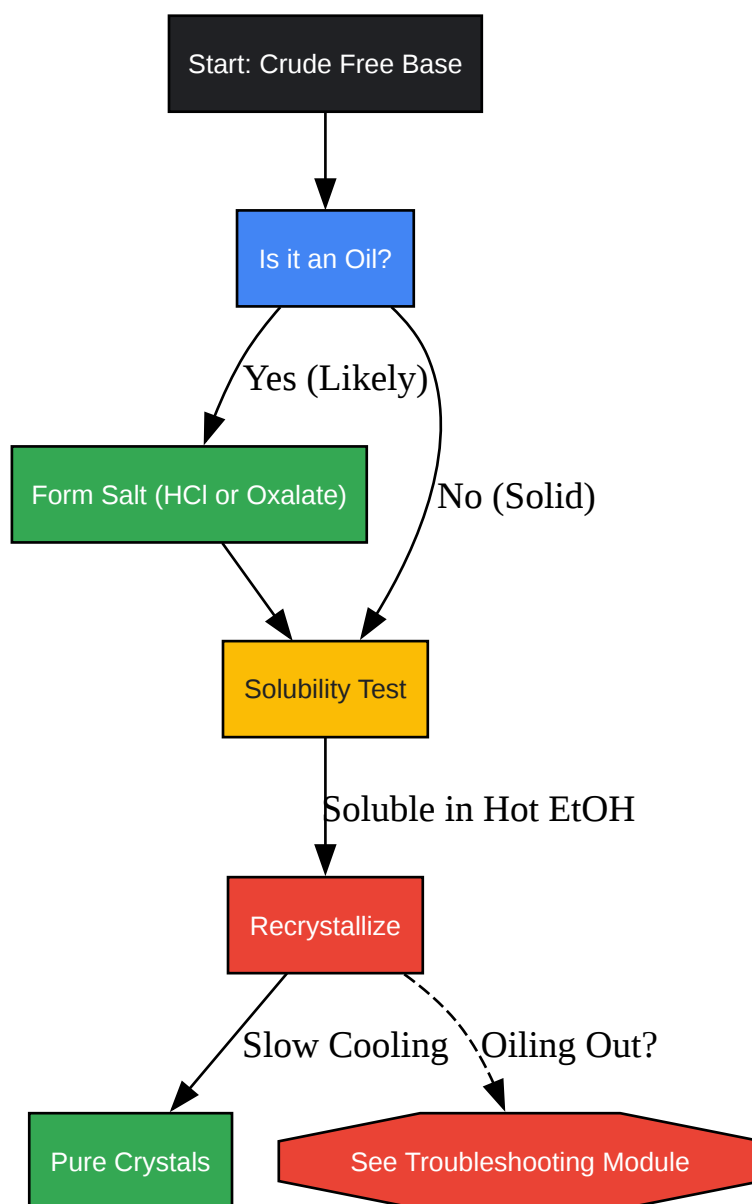 Start: Crude Free Base
Is it an Oil?
Yes (Likely)
Form Salt (HCl or Oxalate)
No (Solid)
Solubility Test
Soluble in Hot EtOH
Recrystallize
Slow Cooling
Oiling Out?
Pure Crystals
See Troubleshooting Module